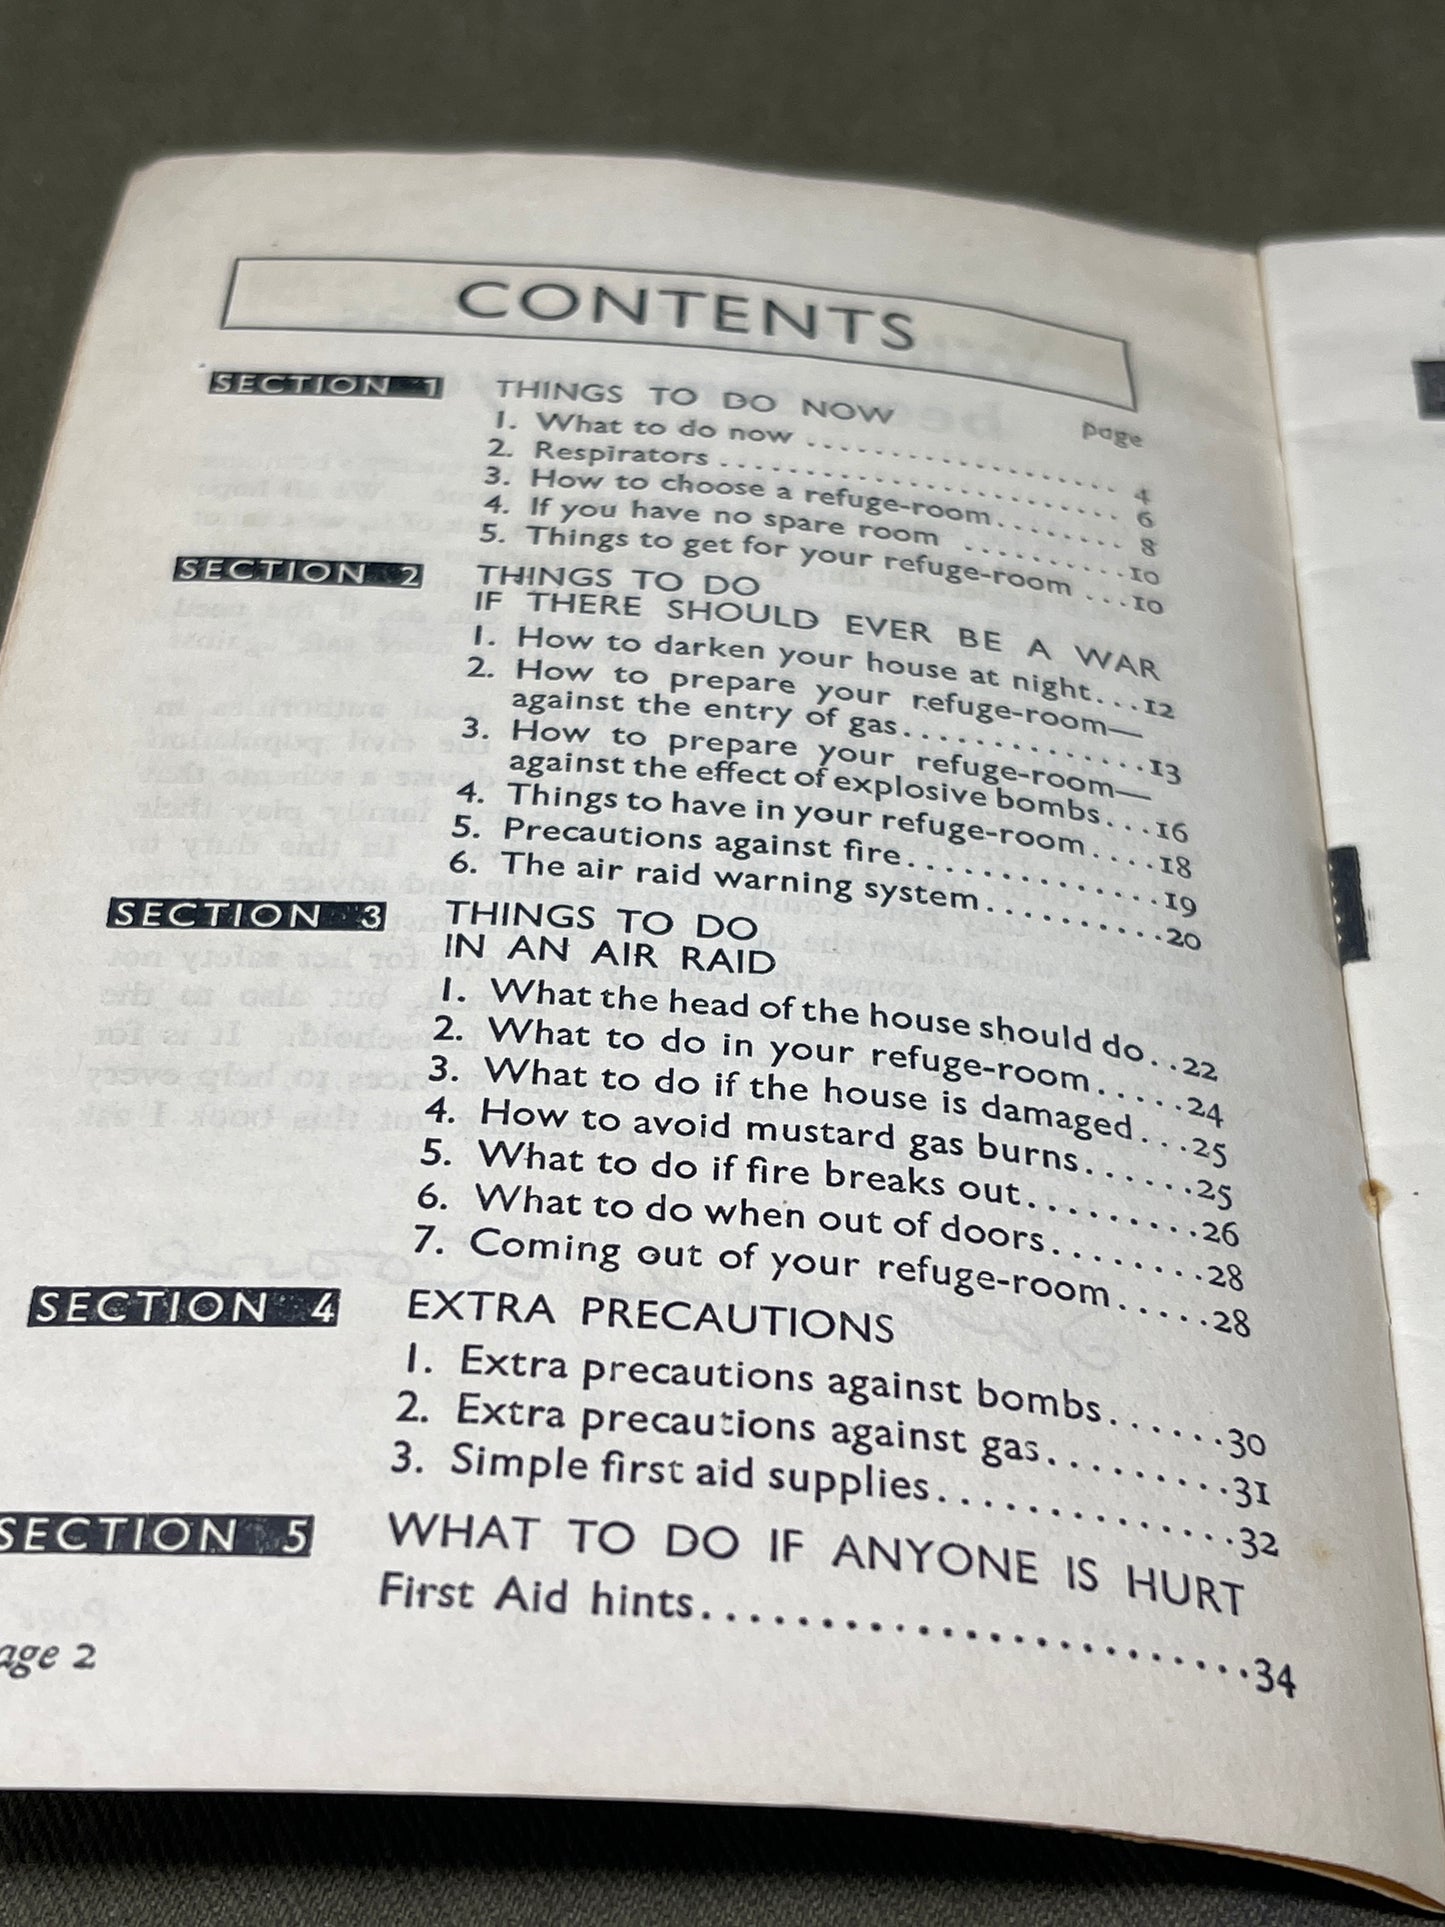 CONTENTS
SECTION 1 THINGS TO DO NOW
page
1. What to do now .................... 4
2. Respirators ......................... 6
3. How to choose a refuge-room........ 8
4. If you have no spare room ..........10
5. Things to get for your refuge-room ...10
SECTION 2 THINGS TO DO
IF THERE SHOULD EVER BE A WAR
1. How to darken your house at night...12
2. How to prepare your refuge-room—
against the entry of gas..............13
3. How to prepare your refuge-room—
against the effect of explosive bombs...16
4. Things to have in your refuge-room....18
5. Precautions against fire.............19
6. The air raid warning system.........20
SECTION 3 THINGS TO DO
IN AN AIR RAID
1. What the head of the house should do..22
2. What to do in your refuge-room.....24
3. What to do if the house is damaged...25
4. How to avoid mustard gas burns......25
5. What to do if fire breaks out.........26
6. What to do when out of doors........28
7. Coming out of your refuge-room.....28
SECTION 4 EXTRA PRECAUTIONS
1. Extra precautions against bombs......30
2. Extra precautions against gas.........31
3. Simple first aid supplies..............32
SECTION 5 WHAT TO DO IF ANYONE IS HURT
First Aid hints.........................34
age 2